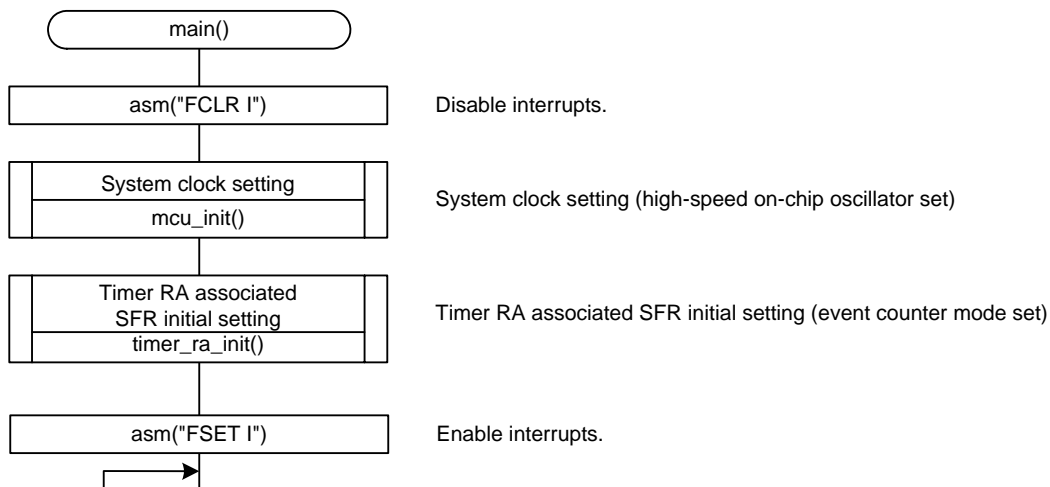 main()
asm("FCLR I")
Disable interrupts.
System clock setting
mcu_init()
System clock setting (high-speed on-chip oscillator set)
Timer RA associated
SFR initial setting
timer_ra_init()
Timer RA associated SFR initial setting (event counter mode set)
asm("FSET I")
Enable interrupts.